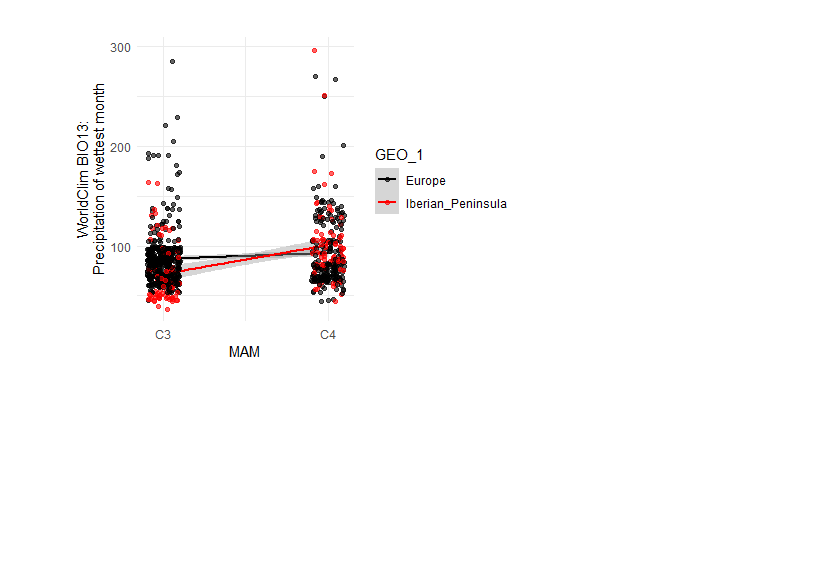 300
200
100
WorldClim BIO13:
Precipitation of wettest month
C3
C4
MAM
GEO_1
Europe
Iberian_Peninsula